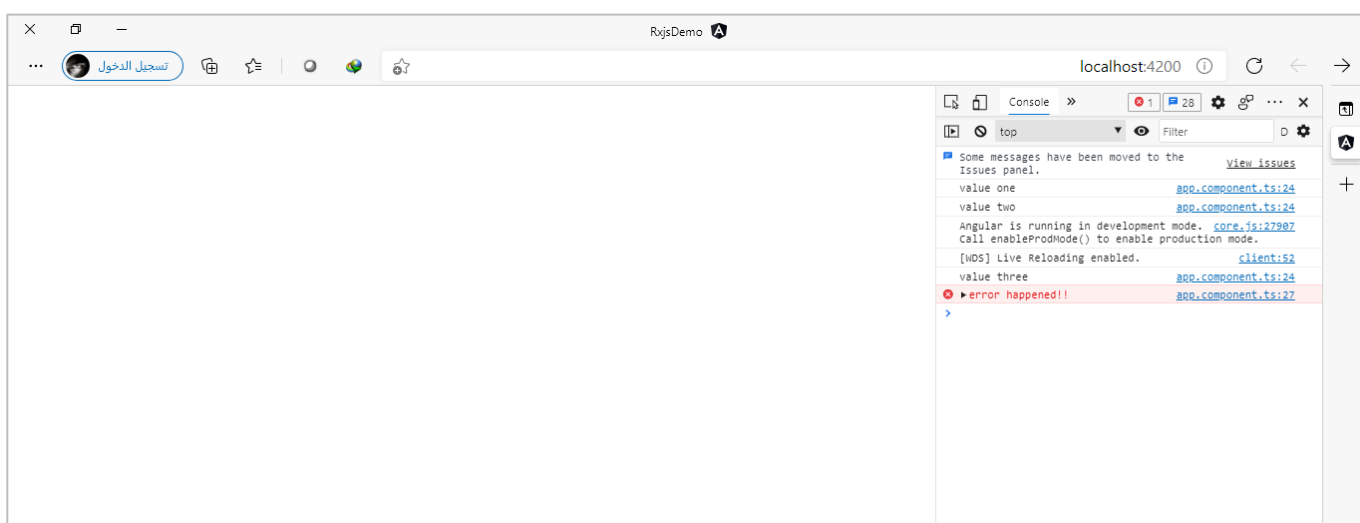 RxjsDemo
تسجيل الدخول
localhost:4200
Console
1
28
top
Filter
D
Some messages have been moved to the Issues panel.
View issues
value one app.component.ts:24
value two app.component.ts:24
Angular is running in development mode. core.js:27907
Call enableProdMode() to enable production mode.
[WDS] Live Reloading enabled. client:52
value three app.component.ts:24
error happened!! app.component.ts:27